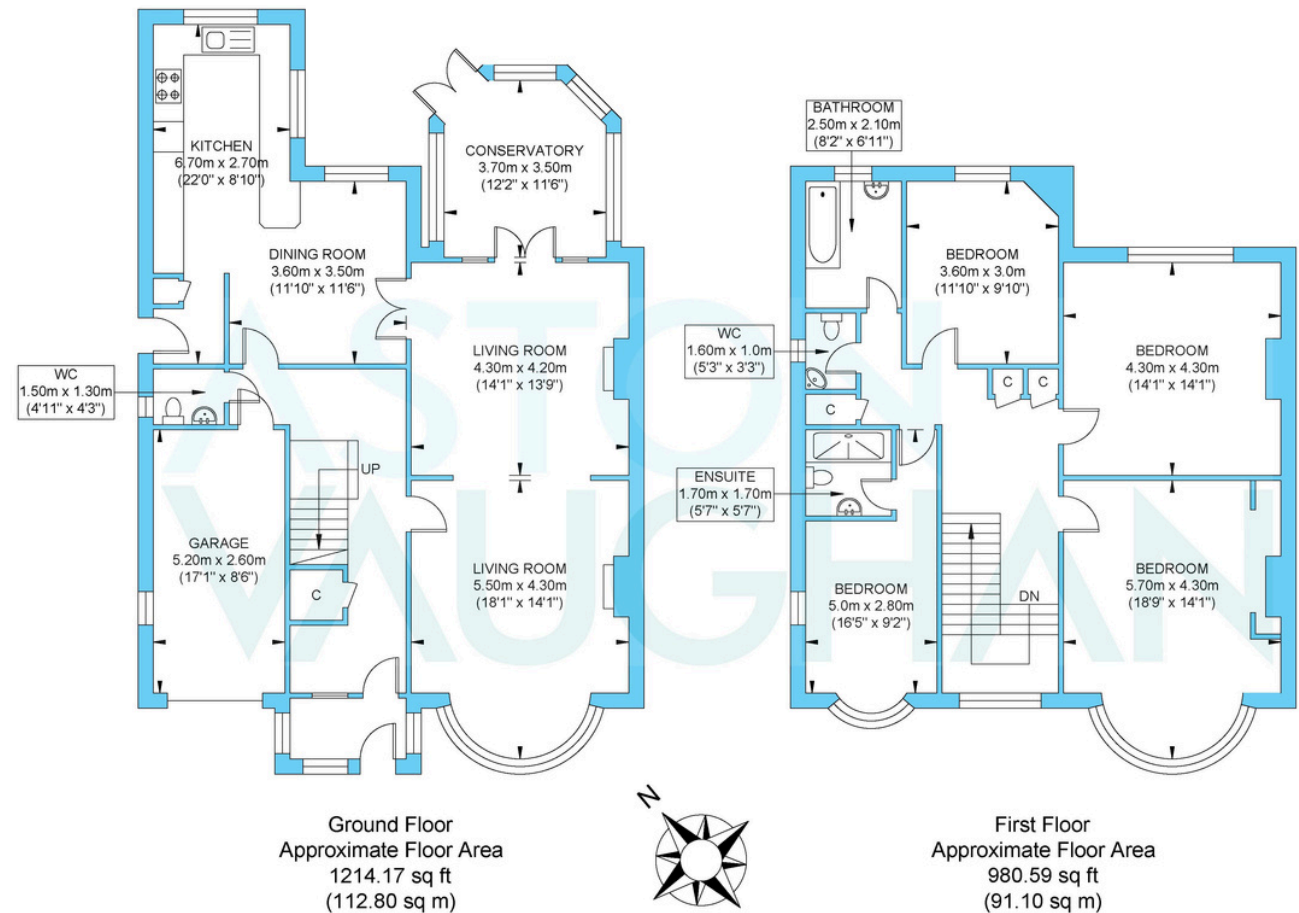 KITCHEN
6.70m x 2.70m
(22'0" x 8'10")
CONSERVATORY
3.70m x 3.50m
(12'2" x 11'6")
DINING ROOM
3.60m x 3.50m
(11'10" x 11'6")
WC
1.50m x 1.30m
(4'11" x 4'3")
LIVING ROOM
4.30m x 4.20m
(14'1" x 13'9")
UP
GARAGE
5.20m x 2.60m
(17'1" x 8'6")
C
LIVING ROOM
5.50m x 4.30m
(18'1" x 14'1")
BATHROOM
2.50m x 2.10m
(8'2" x 6'11")
BEDROOM
3.60m x 3.0m
(11'10" x 9'10")
WC
1.60m x 1.0m
(5'3" x 3'3")
BEDROOM
4.30m x 4.30m
(14'1" x 14'1")
C
C
C
ENSUITE
1.70m x 1.70m
(5'7" x 5'7")
BEDROOM
5.0m x 2.80m
(16'5" x 9'2")
DN
BEDROOM
5.70m x 4.30m
(18'9" x 14'1")
ASTON
VAUGHAN
Ground Floor
Approximate Floor Area
1214.17 sq ft
(112.80 sq m)
N
First Floor
Approximate Floor Area
980.59 sq ft
(91.10 sq m)